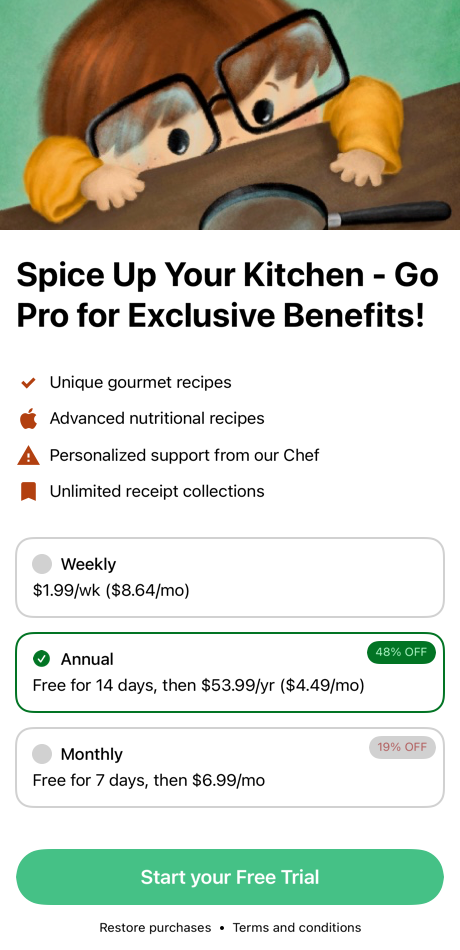 Spice Up Your Kitchen - Go
Pro for Exclusive Benefits!
Unique gourmet recipes
Advanced nutritional recipes
Personalized support from our Chef
Unlimited receipt collections
Weekly
$1.99/wk ($8.64/mo)
Annual
48% OFF
Free for 14 days, then $53.99/yr ($4.49/mo)
Monthly
19% OFF
Free for 7 days, then $6.99/mo
Start your Free Trial
Restore purchases • Terms and conditions